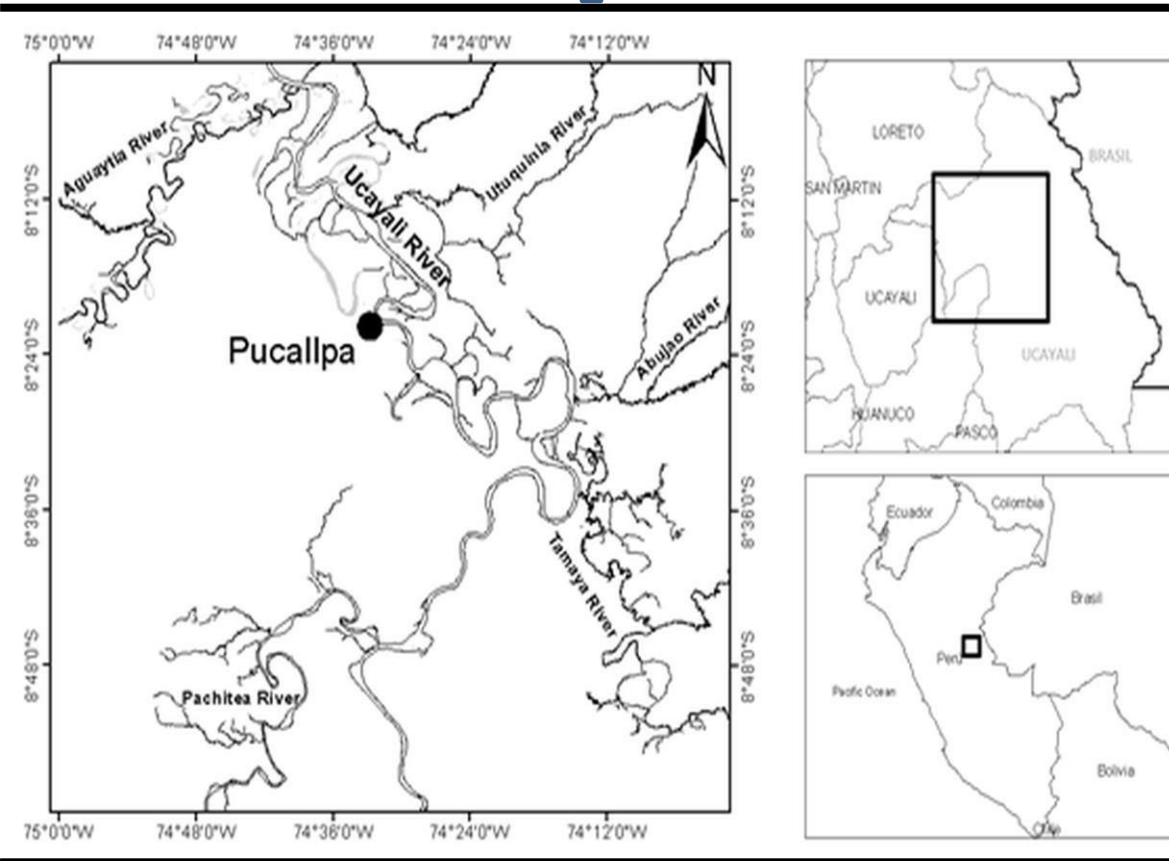 75°0'0"W 74°48'0"W 74°36'0"W 74°24'0"W 74°12'0"W
N
Aguaytia River
Utuquinia River
Ucayali River
8°12'0"S
8°12'0"S
Pucallpa
Abujao River
8°24'0"S
8°24'0"S
8°36'0"S
8°36'0"S
Tamaya River
8°48'0"S
8°48'0"S
Pachitea River
75°0'0"W 74°48'0"W 74°36'0"W 74°24'0"W 74°12'0"W
LORETO
BRASIL
SAN MARTIN
UCAYALI
UCAYALI
HUANUCO
PASCO
Ecuador
Colombia
Brasil
Peru
Pacific Ocean
Bolivia
Chile